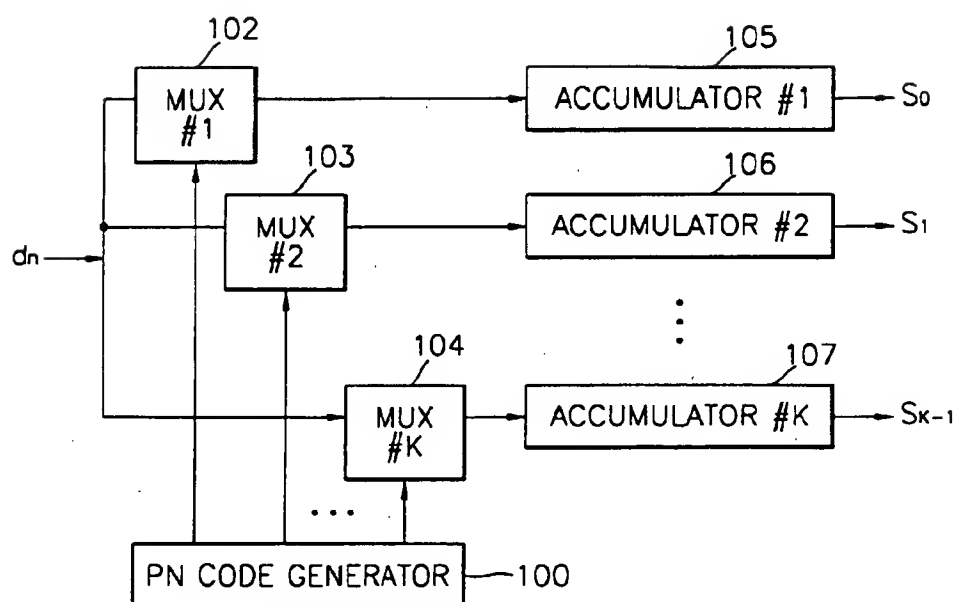 102
MUX
#1
105
ACCUMULATOR #1
S0
103
MUX
#2
106
ACCUMULATOR #2
S1
dn
104
MUX
#K
107
ACCUMULATOR #K
SK-1
PN CODE GENERATOR
100